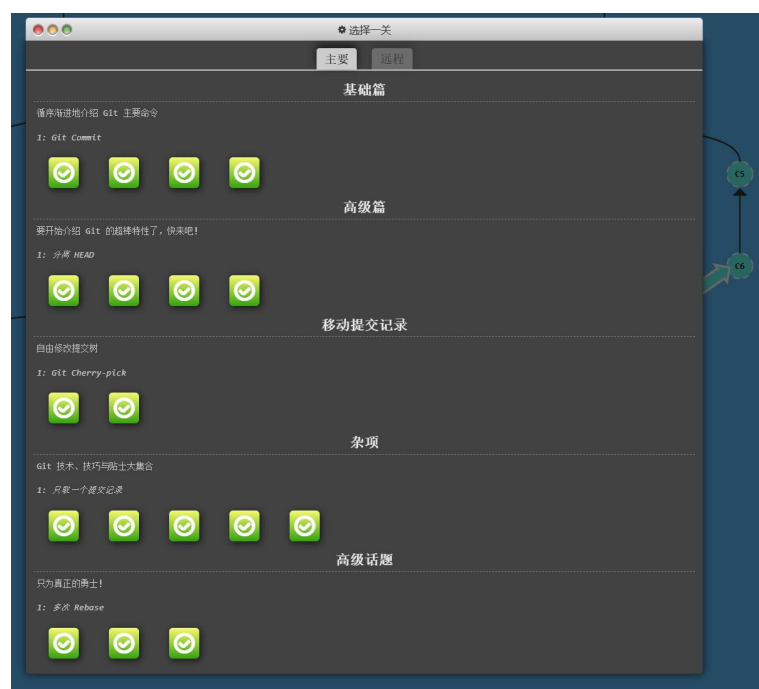 选择一关
主要 远程
基础篇
循序渐进地介绍 Git 主要命令
1: Git Commit
高级篇
要开始介绍 Git 的超棒特性了，快来吧!
1: 分离 HEAD
移动提交记录
自由修改提交树
1: Git Cherry-pick
杂项
Git 技术、技巧与贴士大集合
1: 只取一个提交记录
高级话题
只为真正的勇士!
1: 多次 Rebase
C5
C6